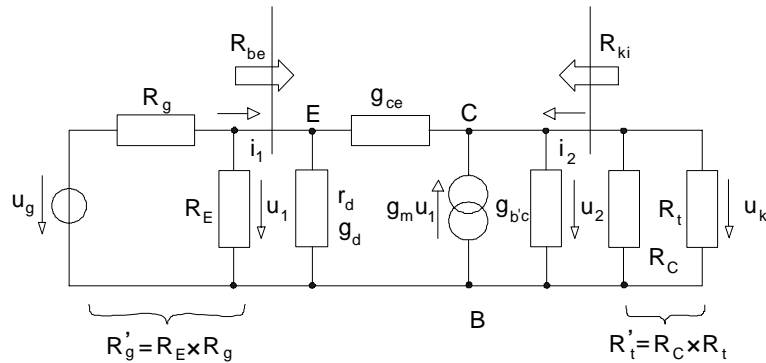 R_be
R_ki
R_g
g_ce
E
C
i_1
i_2
u_g
R_E
u_1
r_d
g_d
g_m u_1
g_b'c
u_2
R_C
R_t
u_k
B
R'_g=R_E×R_g
R'_t=R_C×R_t